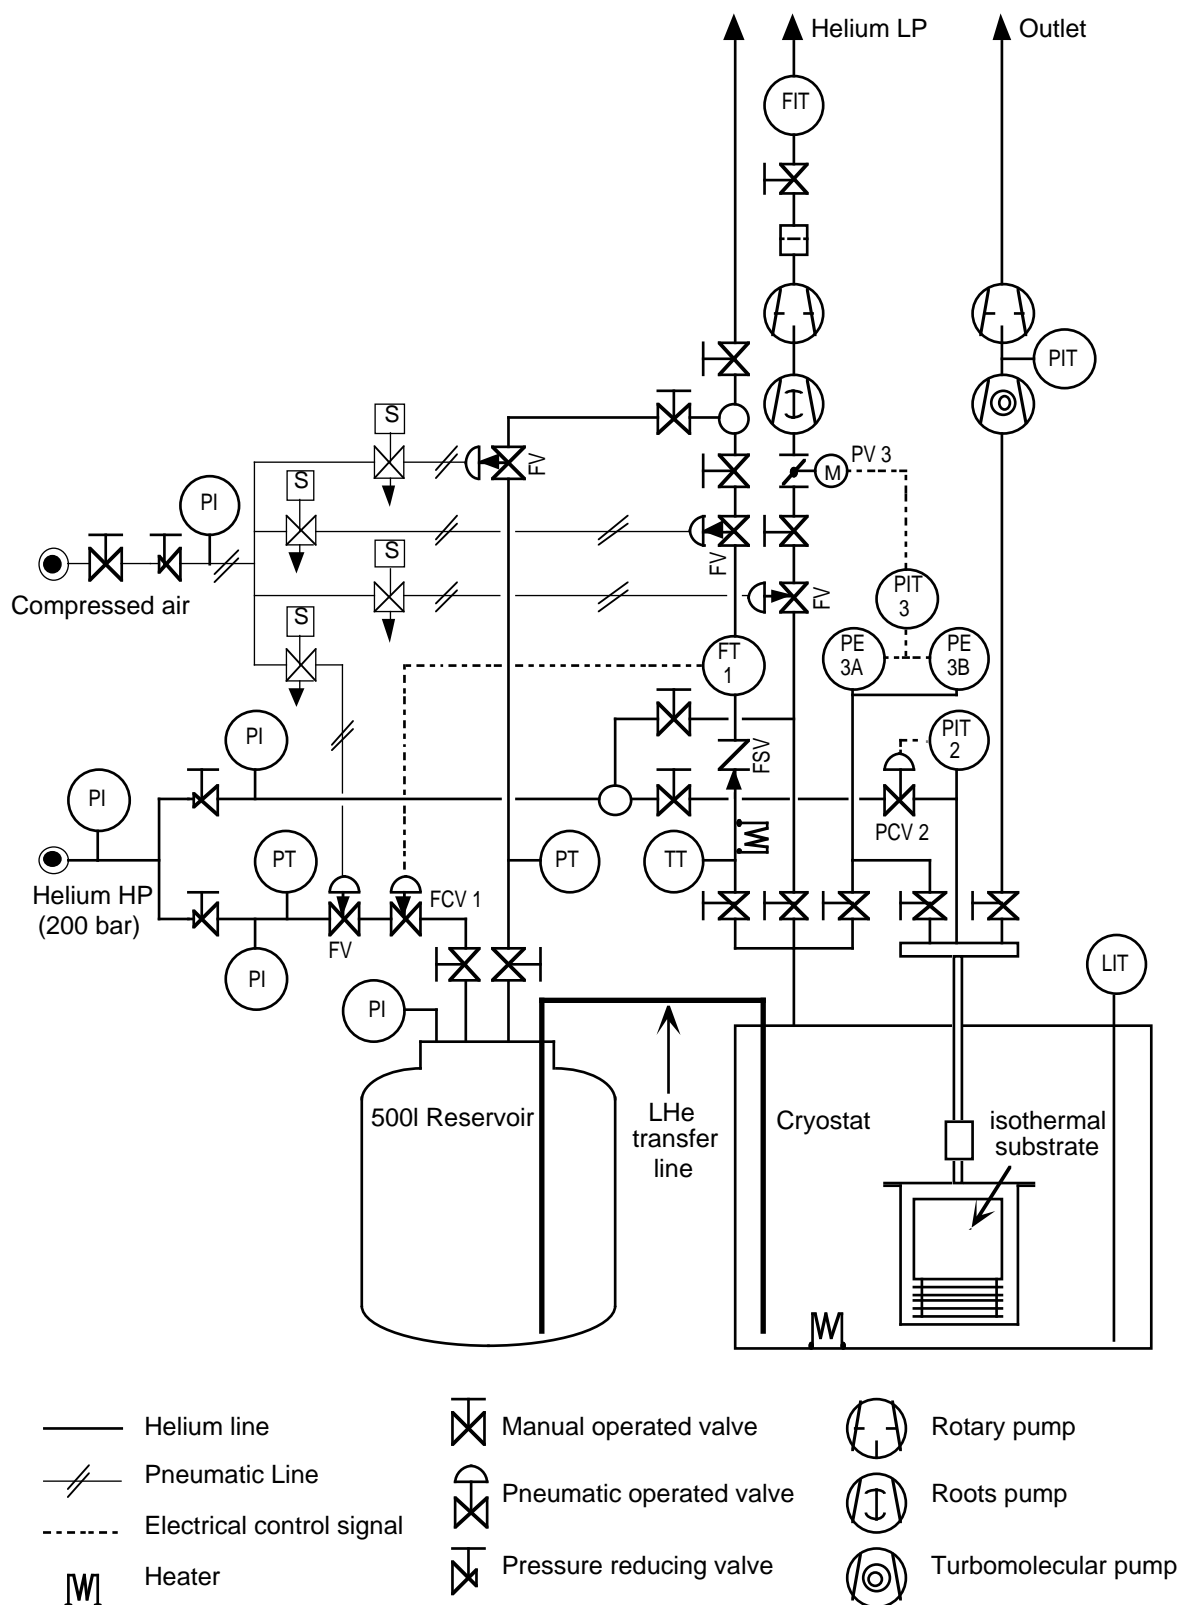 Helium LP
Outlet
FIT
PIT
S
FV
PV 3
M
S
PI
FV
S
PIT
3
FV
Compressed air
S
FT
1
PE
3A
PE
3B
PI
PIT
2
FSV
PI
PCV 2
PT
PT
TT
Helium HP
(200 bar)
FCV 1
FV
PI
LIT
PI
500l Reservoir
LHe
transfer
line
Cryostat
isothermal
substrate
Helium line
Manual operated valve
Rotary pump
Pneumatic Line
Pneumatic operated valve
Roots pump
Electrical control signal
Heater
Pressure reducing valve
Turbomolecular pump